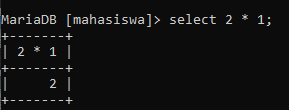 MariaDB [mahasiswa]> select 2 * 1;
+-------+
| 2 * 1 |
+-------+
|     2 |
+-------+